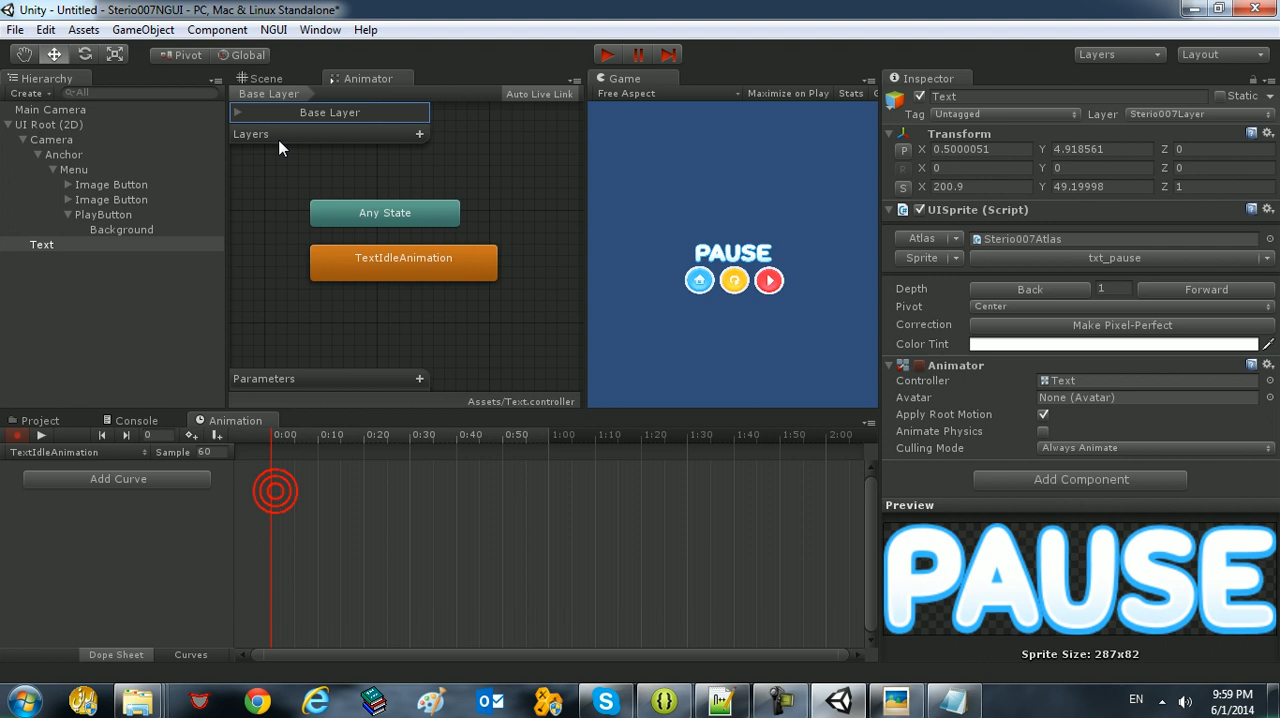 Unity - Untitled - Sterio007NGUI - PC, Mac & Linux Standalone*
File Edit Assets GameObject Component NGUI Window Help
Pivot Global Layers Layout
Hierarchy
Create All
Main Camera
UI Root (2D)
Camera
Anchor
Menu
Image Button
Image Button
PlayButton
Background
Text
Scene Animator
Base Layer Auto Live Link
Base Layer
Layers +
Any State
TextIdleAnimation
Parameters +
Assets/Text.controller
Game
Free Aspect Maximize on Play Stats G
PAUSE
Inspector
Text Static
Tag Untagged Layer Sterio007Layer
Transform
P X 0.5000051 Y 4.918561 Z 0
R X 0 Y 0 Z 0
S X 200.9 Y 49.19998 Z 1
UISprite (Script)
Atlas Sterio007Atlas
Sprite txt_pause
Depth Back 1 Forward
Pivot Center
Correction Make Pixel-Perfect
Color Tint
Animator
Controller Text
Avatar None (Avatar)
Apply Root Motion
Animate Physics
Culling Mode Always Animate
Add Component
Preview
PAUSE
Sprite Size: 287x82
Project Console Animation
0 0:00 0:10 0:20 0:30 0:40 0:50 1:00 1:10 1:20 1:30 1:40 1:50 2:00
TextIdleAnimation Sample 60
Add Curve
Dope Sheet Curves
EN 9:59 PM
6/1/2014